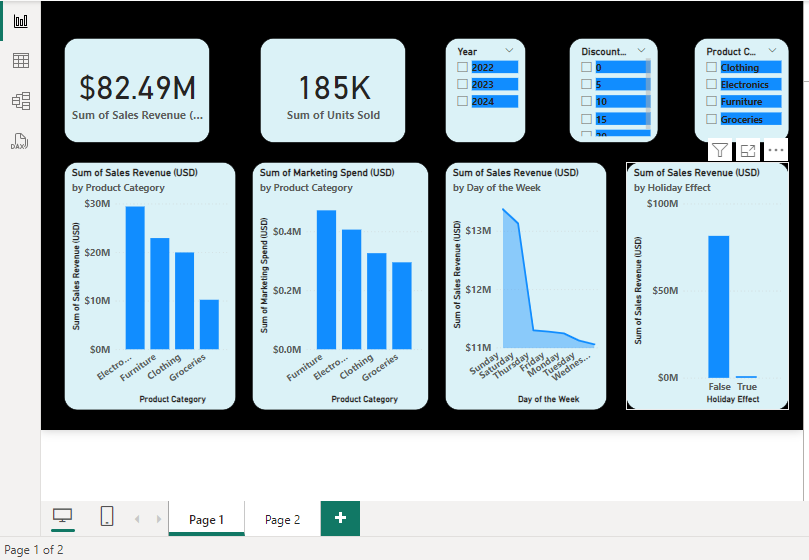 $82.49M
Sum of Sales Revenue (...
185K
Sum of Units Sold
Year
2022
2023
2024
Discount...
0
5
10
15
20
Product C...
Clothing
Electronics
Furniture
Groceries
Sum of Sales Revenue (USD)
by Product Category
Sum of Sales Revenue (USD)
$30M
$20M
$10M
$0M
Electro...
Furniture
Clothing
Groceries
Product Category
Sum of Marketing Spend (USD)
by Product Category
Sum of Marketing Spend (USD)
$0.4M
$0.2M
$0.0M
Furniture
Electro...
Clothing
Groceries
Product Category
Sum of Sales Revenue (USD)
by Day of the Week
Sum of Sales Revenue (USD)
$13M
$12M
$11M
Sunday
Saturday
Thursday
Friday
Monday
Tuesday
Wednes...
Day of the Week
Sum of Sales Revenue (USD)
by Holiday Effect
Sum of Sales Revenue (USD)
$100M
$50M
$0M
False
True
Holiday Effect
DAX
Page 1
Page 2
Page 1 of 2